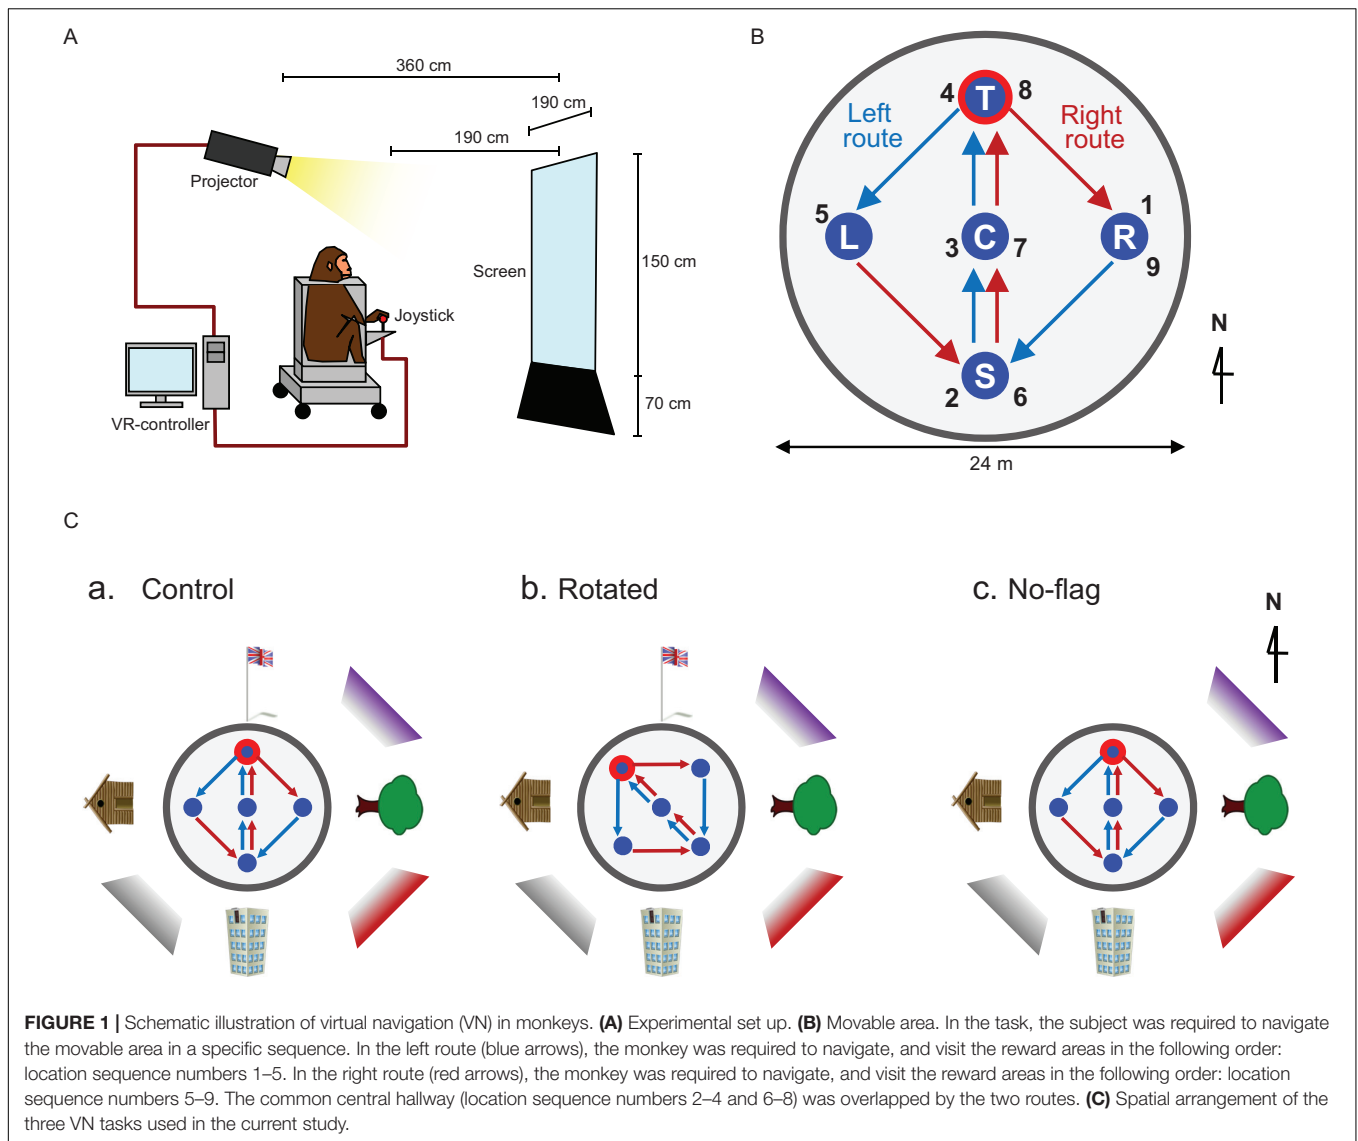 A
360 cm
190 cm
190 cm
Projector
Screen
150 cm
Joystick
70 cm
VR-controller
B
4
T
8
Left
route
Right
route
5
L
3
C
7
1
R
9
2
S
6
N
24 m
C
a. Control
b. Rotated
c. No-flag
N
FIGURE 1 | Schematic illustration of virtual navigation (VN) in monkeys. (A) Experimental set up. (B) Movable area. In the task, the subject was required to navigate
the movable area in a specific sequence. In the left route (blue arrows), the monkey was required to navigate, and visit the reward areas in the following order:
location sequence numbers 1–5. In the right route (red arrows), the monkey was required to navigate, and visit the reward areas in the following order: location
sequence numbers 5–9. The common central hallway (location sequence numbers 2–4 and 6–8) was overlapped by the two routes. (C) Spatial arrangement of the
three VN tasks used in the current study.